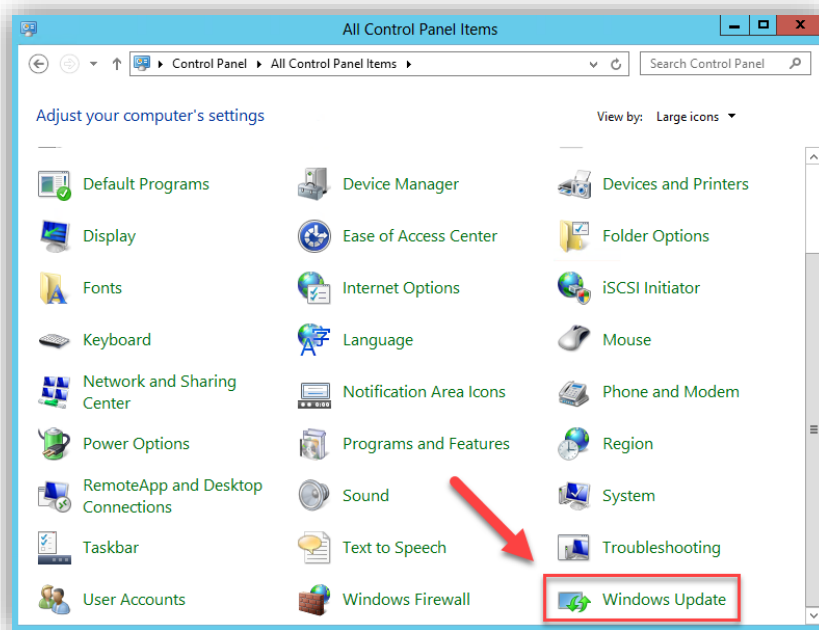 All Control Panel Items
Control Panel All Control Panel Items Search Control Panel
Adjust your computer's settings View by: Large icons
Default Programs Device Manager Devices and Printers
Display Ease of Access Center Folder Options
Fonts Internet Options iSCSI Initiator
Keyboard Language Mouse
Network and Sharing
Center
Notification Area Icons Phone and Modem
Power Options Programs and Features Region
RemoteApp and Desktop
Connections
Sound System
Taskbar Text to Speech Troubleshooting
User Accounts Windows Firewall Windows Update